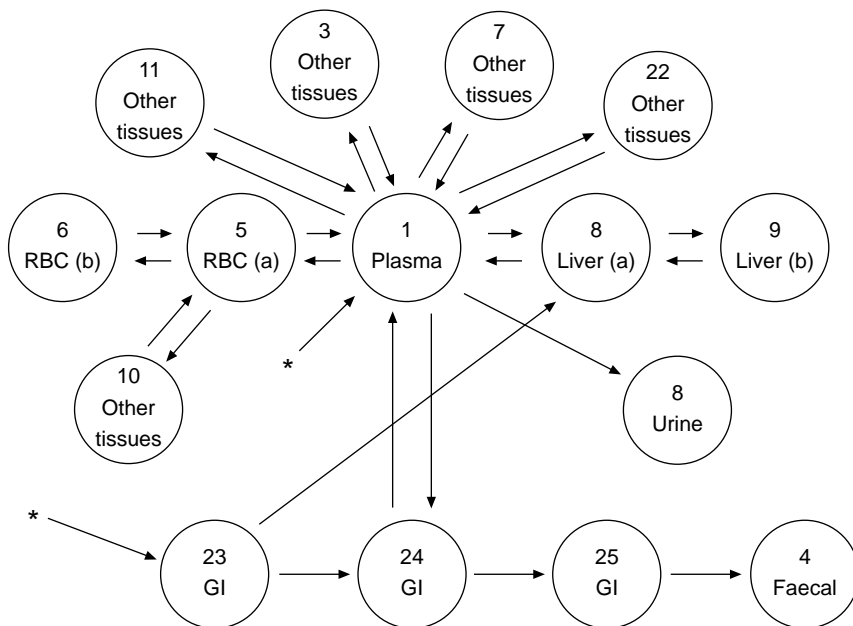 3
Other
tissues
7
Other
tissues
11
Other
tissues
22
Other
tissues
6
RBC (b)
5
RBC (a)
1
Plasma
8
Liver (a)
9
Liver (b)
*
10
Other
tissues
8
Urine
*
23
GI
24
GI
25
GI
4
Faecal